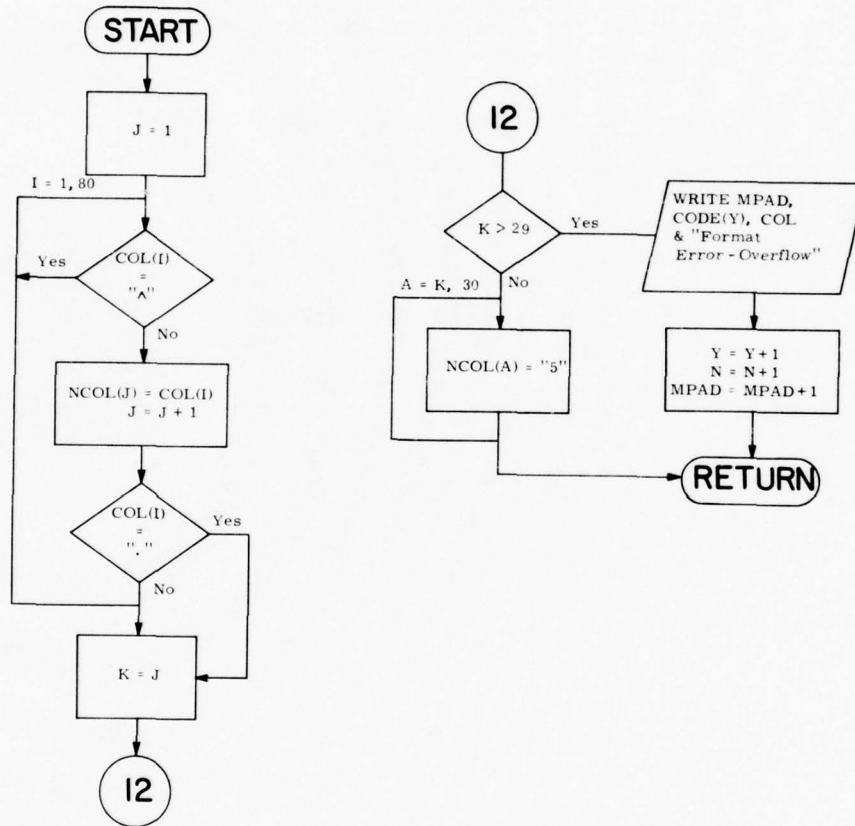 START
J = 1
I = 1, 80
Yes
COL(I)
=
"^"
No
NCOL(J) = COL(I)
J = J + 1
COL(I)
=
"."
Yes
No
K = J
12
12
K > 29
Yes
WRITE MPAD,
CODE(Y), COL
& "Format
Error - Overflow"
A = K, 30
No
NCOL(A) = "5"
Y = Y+1
N = N+1
MPAD = MPAD+1
RETURN